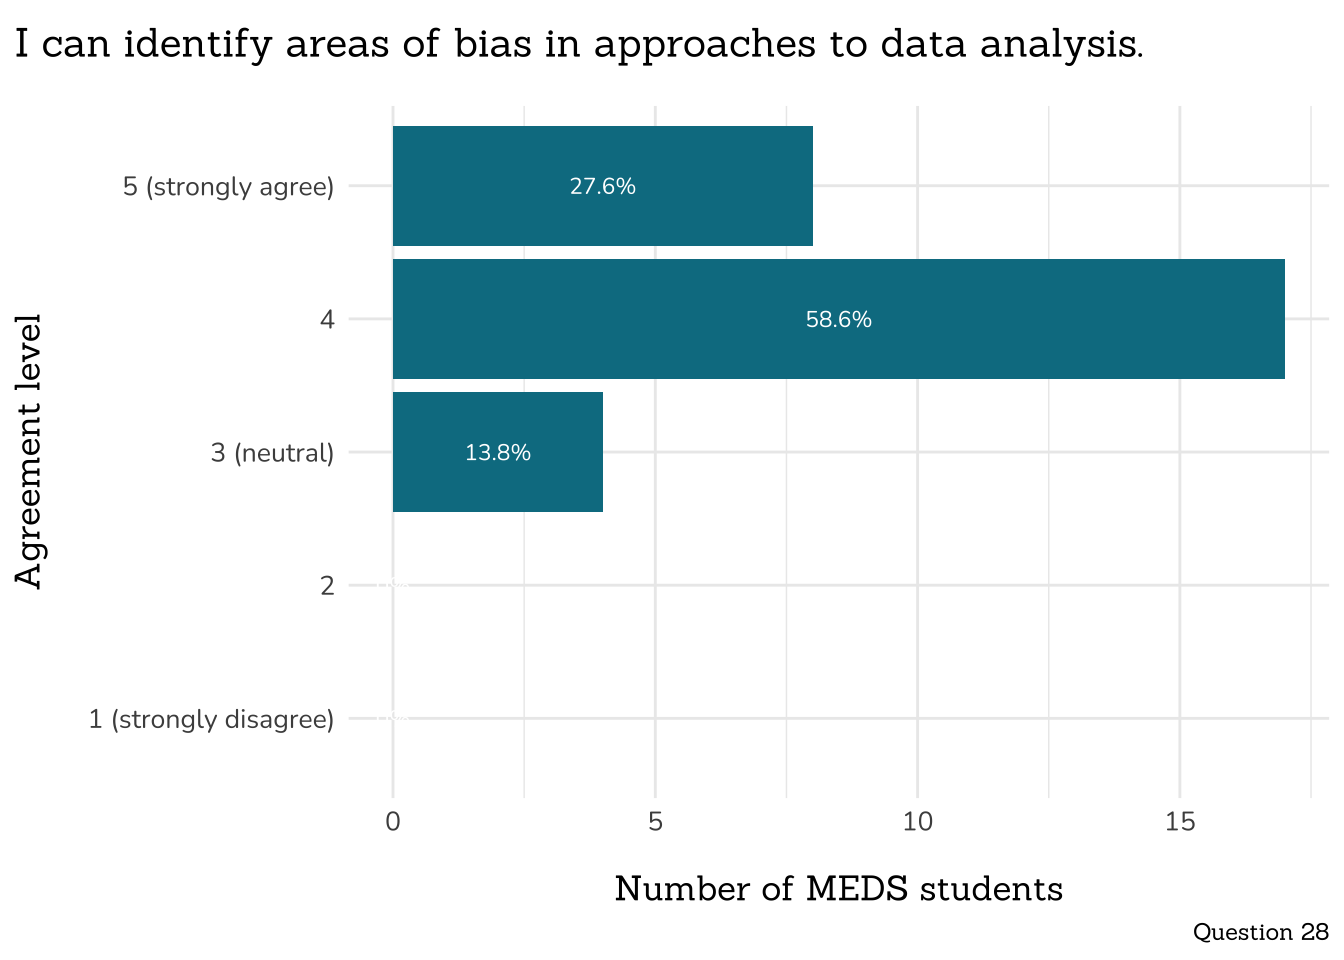 I can identify areas of bias in approaches to data analysis.
5 (strongly agree)
27.6%
4
58.6%
3 (neutral)
13.8%
2
1 (strongly disagree)
Agreement level
0 5 10 15
Number of MEDS students
Question 28